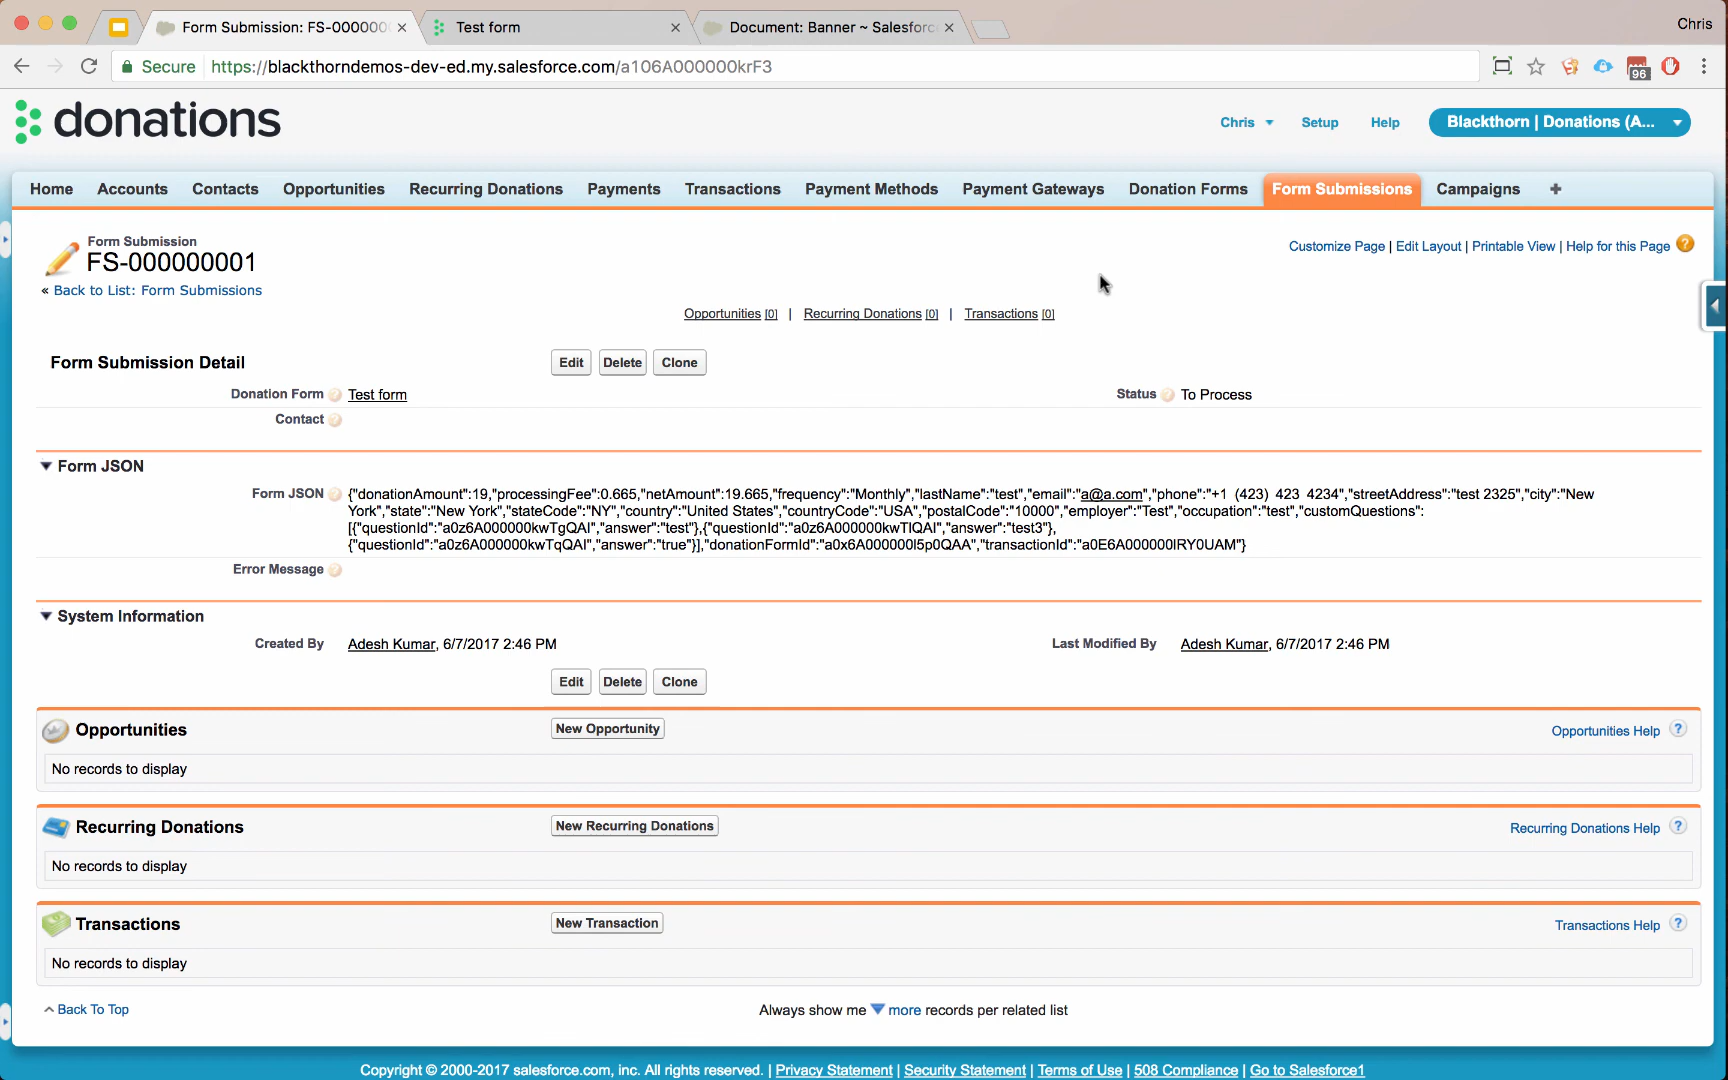 Form Submission: FS-000000
Test form
Document: Banner ~ Salesforc
Chris
Secure
https://blackthorndemos-dev-ed.my.salesforce.com/a106A000000krF3
96
donations
Chris
Setup
Help
Blackthorn | Donations (A...
Home
Accounts
Contacts
Opportunities
Recurring Donations
Payments
Transactions
Payment Methods
Payment Gateways
Donation Forms
Form Submissions
Campaigns
+
Form Submission
FS-000000001
« Back to List: Form Submissions
Customize Page | Edit Layout | Printable View | Help for this Page ?
Opportunities [0] | Recurring Donations [0] | Transactions [0]
Form Submission Detail
Edit
Delete
Clone
Donation Form ? Test form
Status ? To Process
Contact ?
Form JSON
Form JSON ? {"donationAmount":19,"processingFee":0.665,"netAmount":19.665,"frequency":"Monthly","lastName":"test","email":"a@a.com","phone":"+1 (423) 423 4234","streetAddress":"test 2325","city":"New
York","state":"New York","stateCode":"NY","country":"United States","countryCode":"USA","postalCode":"10000","employer":"Test","occupation":"test","customQuestions":
[{"questionId":"a0z6A000000kwTgQAI","answer":"test"},{"questionId":"a0z6A000000kwTlQAI","answer":"test3"},
{"questionId":"a0z6A000000kwTqQAI","answer":"true"}],"donationFormId":"a0x6A000000I5p0QAA","transactionId":"a0E6A000000IRY0UAM"}
Error Message ?
System Information
Created By Adesh Kumar, 6/7/2017 2:46 PM
Last Modified By Adesh Kumar, 6/7/2017 2:46 PM
Edit
Delete
Clone
Opportunities
New Opportunity
Opportunities Help ?
No records to display
Recurring Donations
New Recurring Donations
Recurring Donations Help ?
No records to display
Transactions
New Transaction
Transactions Help ?
No records to display
Back To Top
Always show me more records per related list
Copyright © 2000-2017 salesforce.com, inc. All rights reserved. | Privacy Statement | Security Statement | Terms of Use | 508 Compliance | Go to Salesforce1